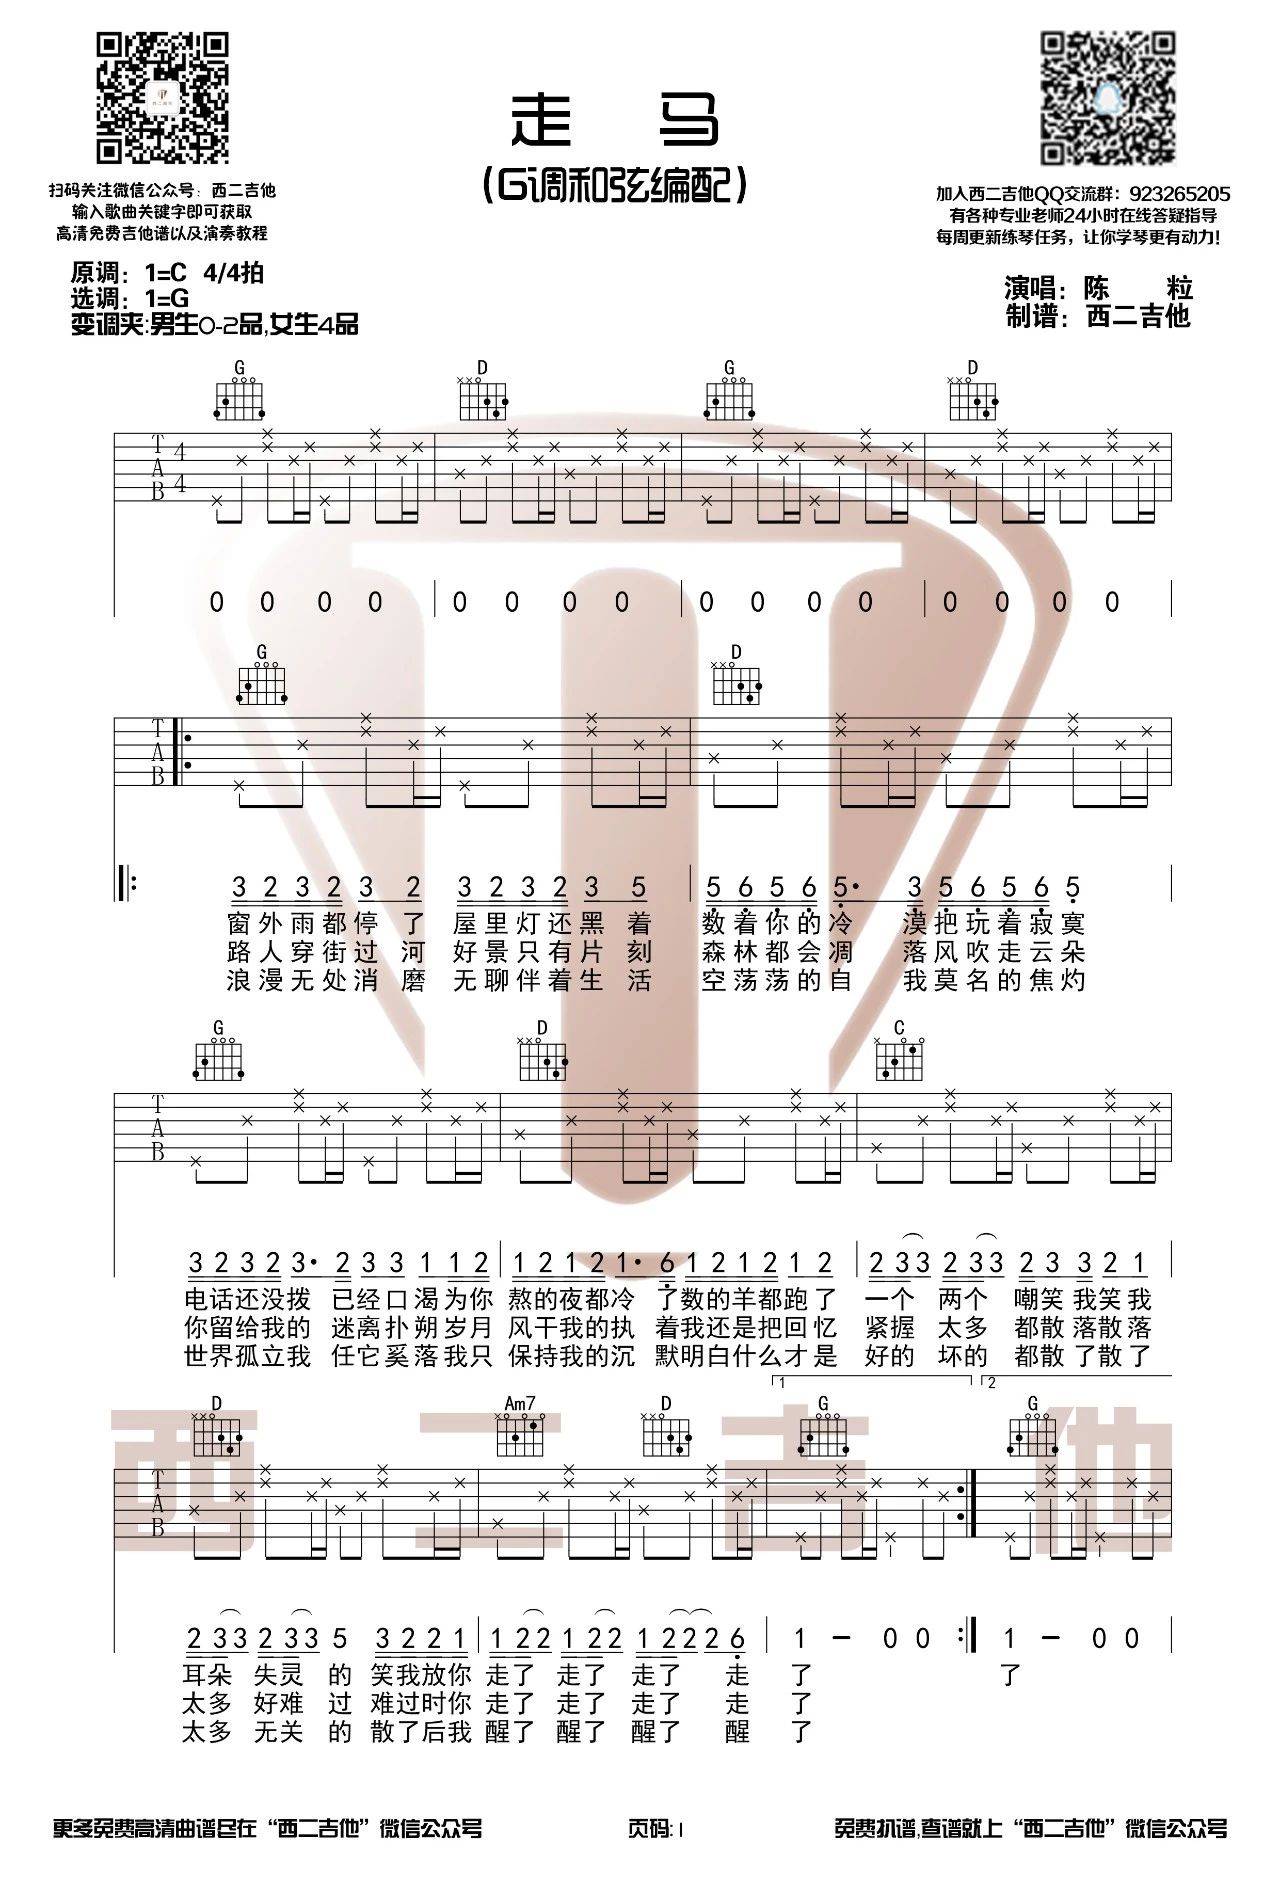 走 马
(G调和弦编配)
扫码关注微信公众号：西二吉他
输入歌曲关键字即可获取
高清免费吉他谱以及演奏教程
加入西二吉他QQ交流群：923265205
有各种专业老师24小时在线答疑指导
每周更新练琴任务，让你学琴更有动力！
原调：1=C 4/4拍
选调：1=G
变调夹:男生0-2品,女生4品
演唱：陈 粒
制谱：西二吉他
G D G D
T A B 4 4
0 0 0 0 0 0 0 0 0 0 0 0 0 0 0 0
G D
T A B
3 2 3 2 3 2 3 2 3 2 3 5 5 6 5 6 5· 3 5 6 5 6 5
窗外雨都停了 屋里灯还黑着 数着你的冷 漠把玩着寂寞
路人穿街过河 好景只有片刻 森林都会凋 落风吹走云朵
浪漫无处消磨 无聊伴着生活 空荡荡的自 我莫名的焦灼
G D C
T A B
3 2 3 2 3· 2 3 3 1 1 2 1 2 1 2 1· 6 1 2 1 2 1 2 2 3 3 2 3 3 2 3 3 2 1
电话还没拨 已经口渴为你 熬的夜都冷 了数的羊都跑了 一个 两个 嘲笑我笑我
你留给我的 迷离扑朔岁月 风干我的执 着我还是把回忆 紧握 太多 都散落散落
世界孤立我 任它奚落我只 保持我的沉 默明白什么才是 好的 坏的 都散了散了
D Am7 D 1 G 2 G
西二吉他
T A B
2 3 3 2 3 3 5 3 2 2 1 1 2 2 1 2 2 1 2 2 2 6 1 — 0 0 1 — 0 0
耳朵 失灵 的 笑我放你 走了 走了 走了 走 了 了
太多 好难 过 难过时你 走了 走了 走了 走 了
太多 无关 的 散了后我 醒了 醒了 醒了 醒 了
更多免费高清曲谱尽在“西二吉他”微信公众号
页码:1
免费扒谱,查谱就上“西二吉他”微信公众号